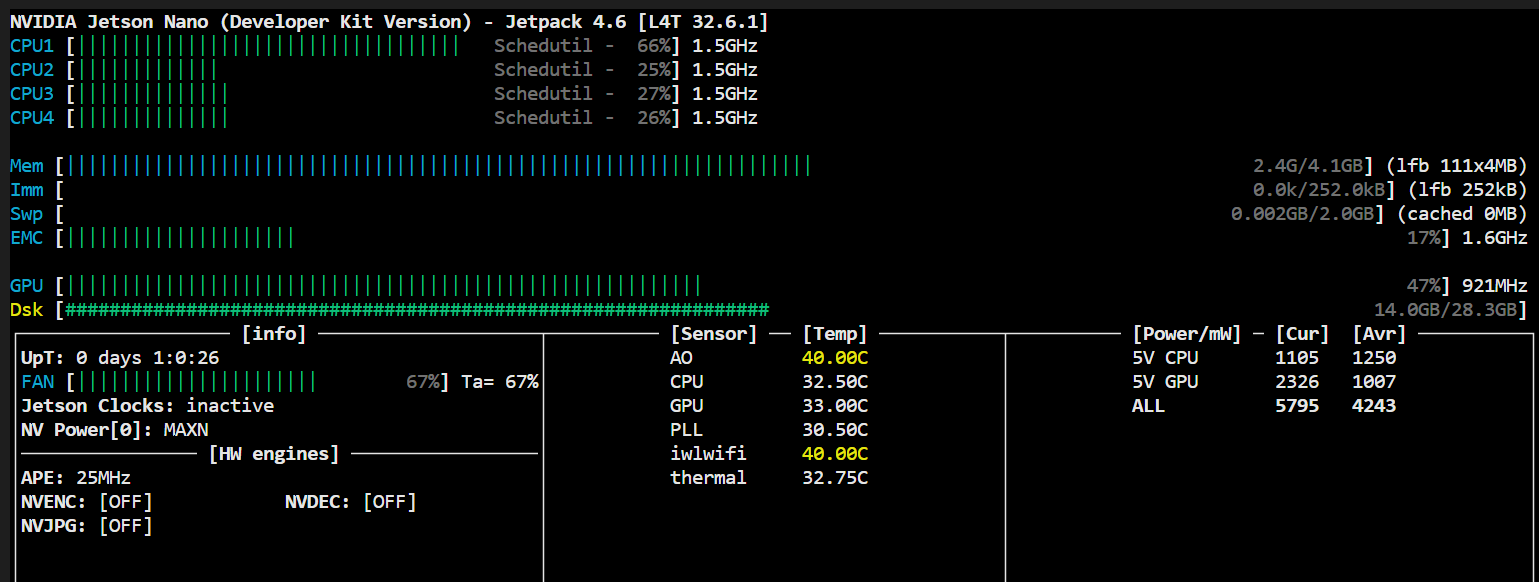 NVIDIA Jetson Nano (Developer Kit Version) - Jetpack 4.6 [L4T 32.6.1]
CPU1 [||||||||||||||||||||||||||||||||||| Schedutil - 66%] 1.5GHz
CPU2 [||||||||||||| Schedutil - 25%] 1.5GHz
CPU3 [|||||||||||||| Schedutil - 27%] 1.5GHz
CPU4 [|||||||||||||| Schedutil - 26%] 1.5GHz
Mem [|||||||||||||||||||||||||||||||||||||||||||||||||||||||||||||||||||| 2.4G/4.1GB] (lfb 111x4MB)
Imm [ 0.0k/252.0kB] (lfb 252kB)
Swp [ 0.002GB/2.0GB] (cached 0MB)
EMC [||||||||||||||||||||| 17%] 1.6GHz
GPU [|||||||||||||||||||||||||||||||||||||||||||||||||||||||||| 47%] 921MHz
Dsk [################################################################ 14.0GB/28.3GB]
[info] [Sensor] [Temp] [Power/mW] [Cur] [Avr]
UpT: 0 days 1:0:26 AO 40.00C 5V CPU 1105 1250
FAN [|||||||||||||||||||||| 67%] Ta= 67% CPU 32.50C 5V GPU 2326 1007
Jetson Clocks: inactive GPU 33.00C ALL 5795 4243
NV Power[0]: MAXN PLL 30.50C
[HW engines] iwlwifi 40.00C
APE: 25MHz thermal 32.75C
NVENC: [OFF] NVDEC: [OFF]
NVJPG: [OFF]